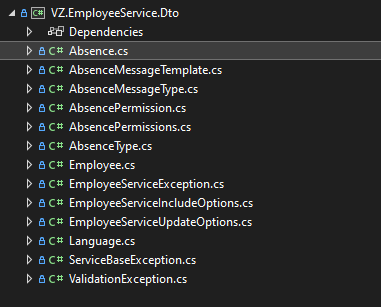 C# VZ.EmployeeService.Dto
Dependencies
C# Absence.cs
C# AbsenceMessageTemplate.cs
C# AbsenceMessageType.cs
C# AbsencePermission.cs
C# AbsencePermissions.cs
C# AbsenceType.cs
C# Employee.cs
C# EmployeeServiceException.cs
C# EmployeeServiceIncludeOptions.cs
C# EmployeeServiceUpdateOptions.cs
C# Language.cs
C# ServiceBaseException.cs
C# ValidationException.cs